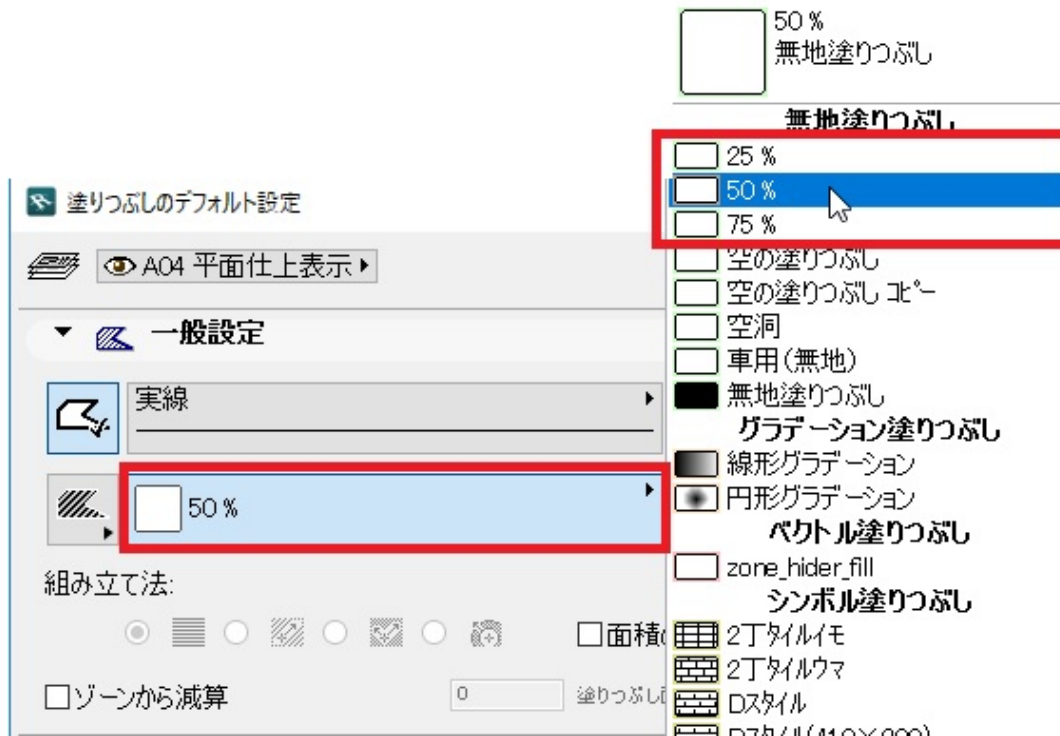 塗りつぶしのデフォルト設定
A04 平面仕上表示
一般設定
実線
50 %
組み立て法:
面積
ゾーンから減算
0
塗りつぶし
50 %
無地塗りつぶし
無地塗りつぶし
25 %
50 %
75 %
空の塗りつぶし
空の塗りつぶし ｺﾋﾟｰ
空洞
車用(無地)
無地塗りつぶし
グラデーション塗りつぶし
線形グラデーション
円形グラデーション
ベクトル塗りつぶし
zone_hider_fill
シンボル塗りつぶし
2丁ﾀｲﾙイモ
2丁ﾀｲﾙウマ
Dｽﾀｲﾙ